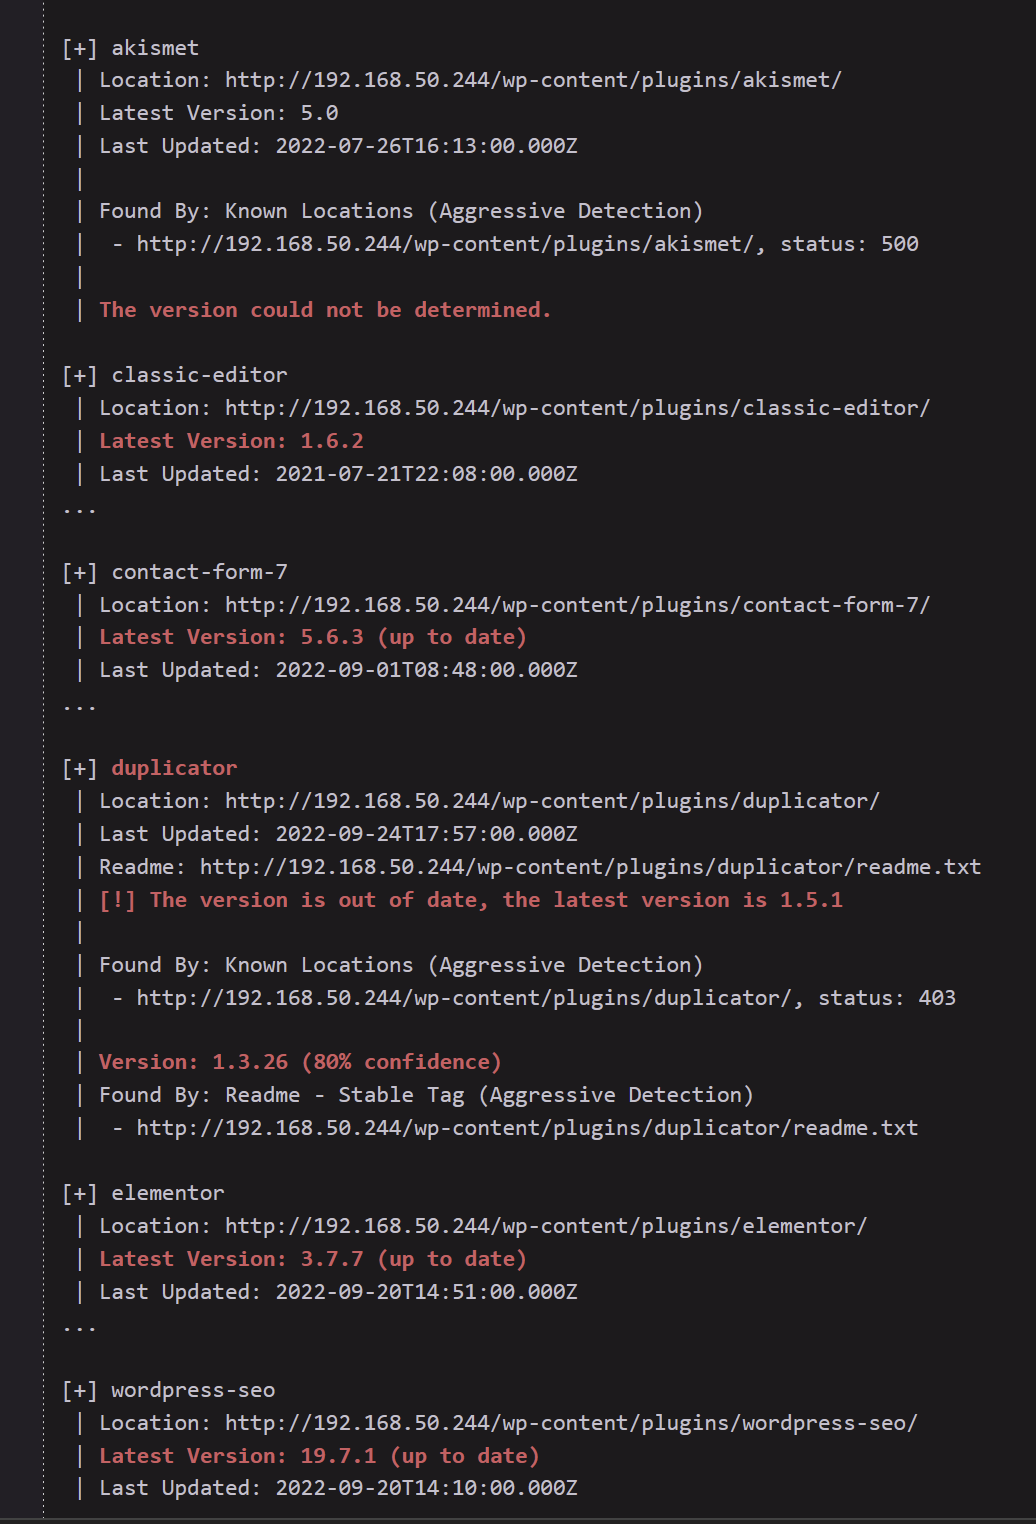 [+] akismet
 | Location: http://192.168.50.244/wp-content/plugins/akismet/
 | Latest Version: 5.0
 | Last Updated: 2022-07-26T16:13:00.000Z
 |
 | Found By: Known Locations (Aggressive Detection)
 |  - http://192.168.50.244/wp-content/plugins/akismet/, status: 500
 |
 | The version could not be determined.

[+] classic-editor
 | Location: http://192.168.50.244/wp-content/plugins/classic-editor/
 | Latest Version: 1.6.2
 | Last Updated: 2021-07-21T22:08:00.000Z
...

[+] contact-form-7
 | Location: http://192.168.50.244/wp-content/plugins/contact-form-7/
 | Latest Version: 5.6.3 (up to date)
 | Last Updated: 2022-09-01T08:48:00.000Z
...

[+] duplicator
 | Location: http://192.168.50.244/wp-content/plugins/duplicator/
 | Last Updated: 2022-09-24T17:57:00.000Z
 | Readme: http://192.168.50.244/wp-content/plugins/duplicator/readme.txt
 | [!] The version is out of date, the latest version is 1.5.1
 |
 | Found By: Known Locations (Aggressive Detection)
 |  - http://192.168.50.244/wp-content/plugins/duplicator/, status: 403
 |
 | Version: 1.3.26 (80% confidence)
 | Found By: Readme - Stable Tag (Aggressive Detection)
 |  - http://192.168.50.244/wp-content/plugins/duplicator/readme.txt

[+] elementor
 | Location: http://192.168.50.244/wp-content/plugins/elementor/
 | Latest Version: 3.7.7 (up to date)
 | Last Updated: 2022-09-20T14:51:00.000Z
...

[+] wordpress-seo
 | Location: http://192.168.50.244/wp-content/plugins/wordpress-seo/
 | Latest Version: 19.7.1 (up to date)
 | Last Updated: 2022-09-20T14:10:00.000Z